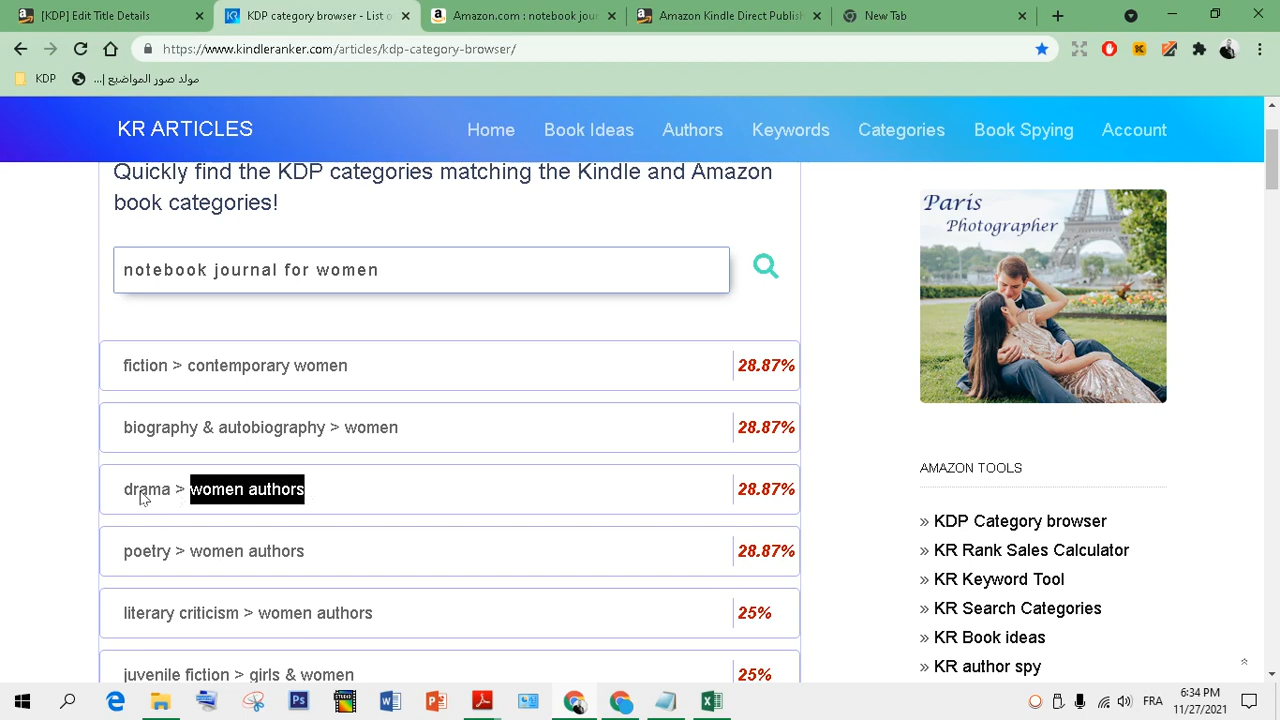 [KDP] Edit Title Details
KDP category browser - List o
Amazon.com : notebook jou
Amazon Kindle Direct Publish
New Tab
https://www.kindleranker.com/articles/kdp-category-browser/
KDP
مولد صور المواضيع |...
KR ARTICLES
Home
Book Ideas
Authors
Keywords
Categories
Book Spying
Account
Quickly find the KDP categories matching the Kindle and Amazon
book categories!
notebook journal for women
fiction > contemporary women
28.87%
biography & autobiography > women
28.87%
drama > women authors
28.87%
poetry > women authors
28.87%
literary criticism > women authors
25%
juvenile fiction > girls & women
25%
Paris
Photographer
AMAZON TOOLS
» KDP Category browser
» KR Rank Sales Calculator
» KR Keyword Tool
» KR Search Categories
» KR Book ideas
» KR author spy
FRA
6:34 PM
11/27/2021